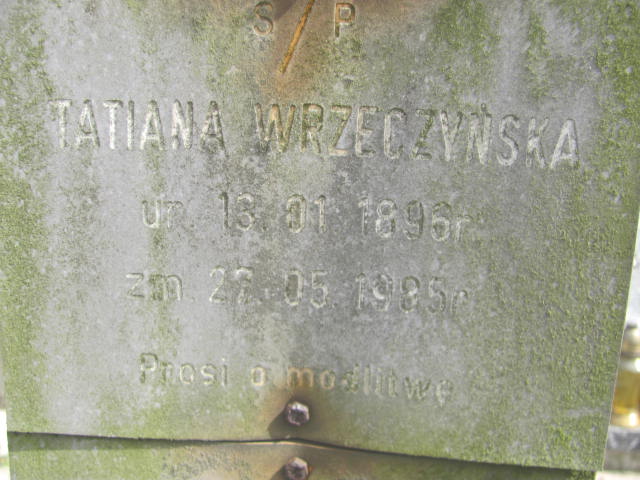 S / P
TATIANA WRZECZYŃSKA
ur. 13. 01. 1896r.
zm. 27. 05. 1985r.
Prosi o modlitwę